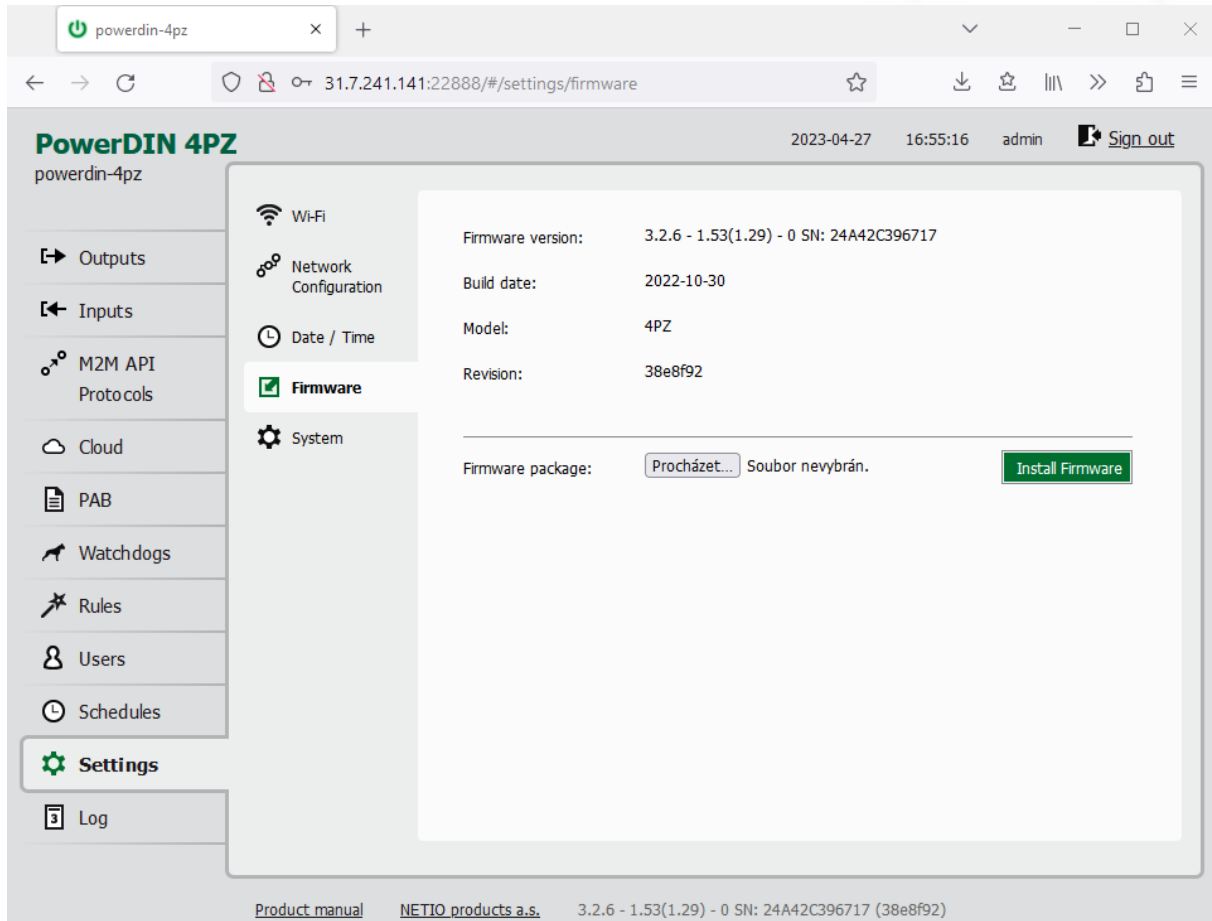 powerdin-4pz
31.7.241.141:22888/#/settings/firmware
PowerDIN 4PZ
powerdin-4pz
2023-04-27 16:55:16 admin Sign out
Outputs
Inputs
M2M API
Protocols
Cloud
PAB
Watchdogs
Rules
Users
Schedules
Settings
3 Log
Wi-Fi
Network
Configuration
Date / Time
Firmware
System
Firmware version: 3.2.6 - 1.53(1.29) - 0 SN: 24A42C396717
Build date: 2022-10-30
Model: 4PZ
Revision: 38e8f92
Firmware package: Procházet... Soubor nevybrán. Install Firmware
Product manual NETIO products a.s. 3.2.6 - 1.53(1.29) - 0 SN: 24A42C396717 (38e8f92)